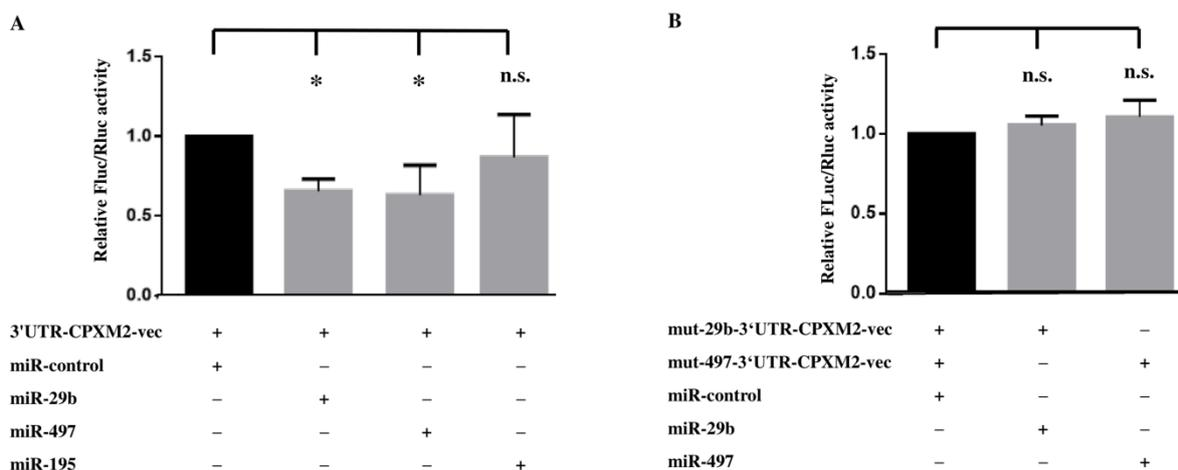 A
Relative Fluc/Rluc activity
1.5
1.0
0.5
0.0
* * n.s.
3'UTR-CPXM2-vec + + + +
miR-control + – – –
miR-29b – + – –
miR-497 – – + –
miR-195 – – – +
B
Relative FLuc/Rluc activity
1.5
1.0
0.5
0.0
n.s. n.s.
mut-29b-3‘UTR-CPXM2-vec + + –
mut-497-3‘UTR-CPXM2-vec + – +
miR-control + – –
miR-29b – + –
miR-497 – – +